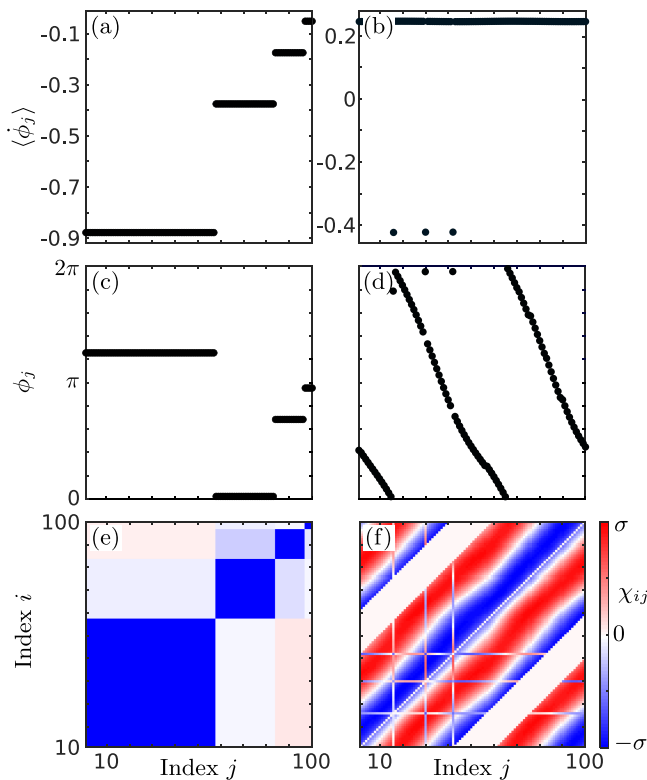 -0.1
-0.3
-0.5
-0.7
-0.9
⟨ϕ̇ⱼ⟩
(a)
0.2
0
-0.2
-0.4
(b)
2π
π
0
ϕⱼ
(c)
(d)
100
10
Index i
(e)
10 100
Index j
(f)
10 100
Index j
σ
χᵢⱼ
0
−σ